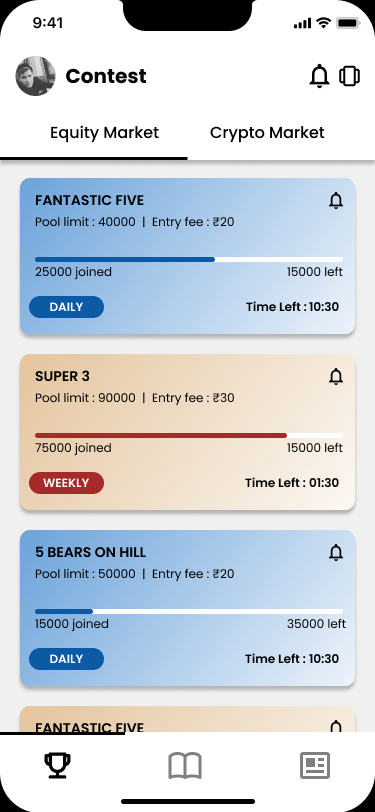 9:41
Contest
Equity Market Crypto Market
FANTASTIC FIVE
Pool limit : 40000 | Entry fee : ₹20
25000 joined 15000 left
DAILY Time Left : 10:30
SUPER 3
Pool limit : 90000 | Entry fee : ₹30
75000 joined 15000 left
WEEKLY Time Left : 01:30
5 BEARS ON HILL
Pool limit : 50000 | Entry fee : ₹20
15000 joined 35000 left
DAILY Time Left : 10:30
FANTASTIC FIVE